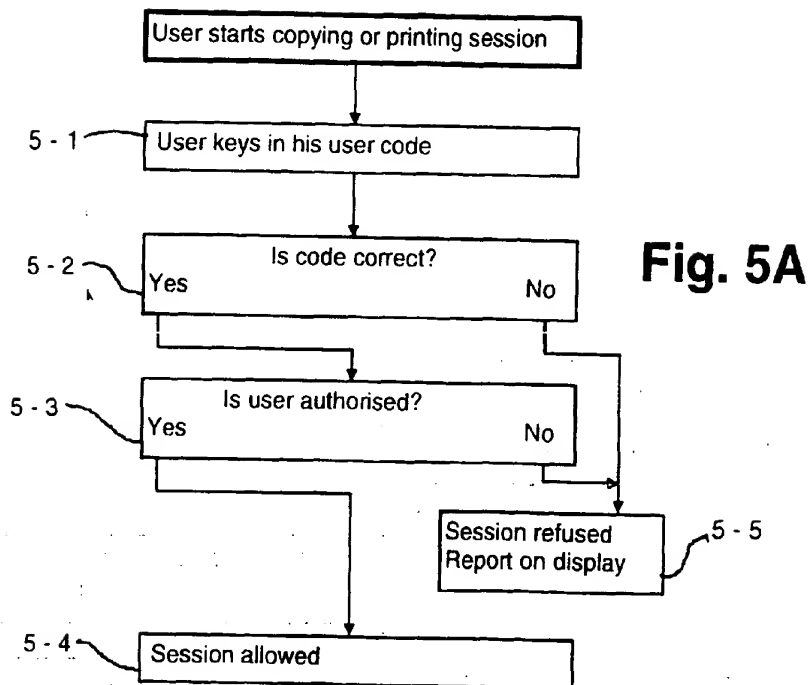 User starts copying or printing session
5 - 1
User keys in his user code
5 - 2
Is code correct?
Yes
No
Fig. 5A
5 - 3
Is user authorised?
Yes
No
Session refused
Report on display
5 - 5
5 - 4
Session allowed